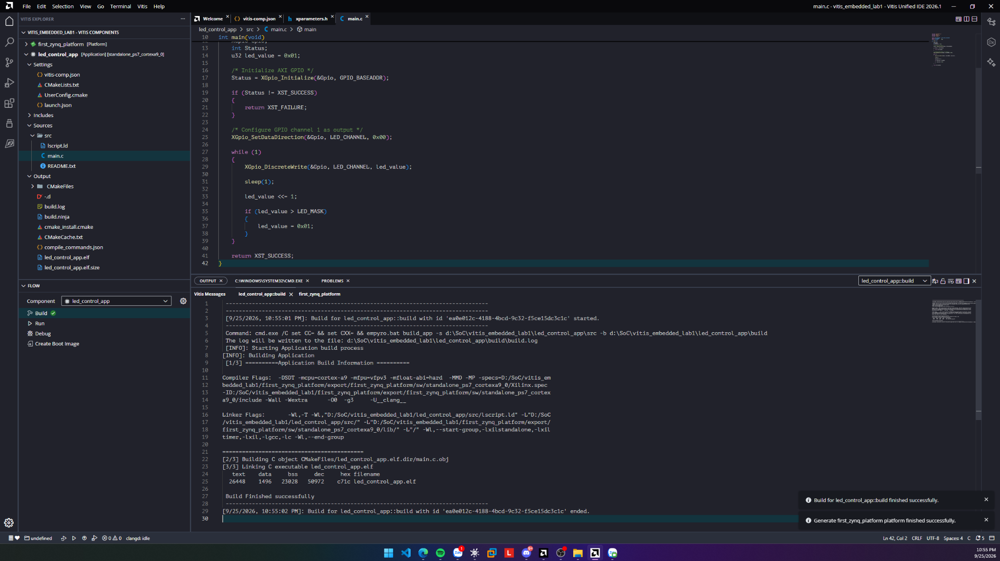 File Edit Selection View Go Terminal Vitis Help
main.c - vitis_embedded_lab1 - Vitis Unified IDE 2026.1
VITIS EXPLORER
VITIS_EMBEDDED_LAB1 - VITIS COMPONENTS
first_zynq_platform [Platform]
led_control_app [Application] [standalone_ps7_cortexa9_0]
Settings
vitis-comp.json
CMakeLists.txt
UserConfig.cmake
launch.json
Includes
Sources
src
lscript.ld
main.c
README.txt
Output
CMakeFiles
-.d
build.log
build.ninja
cmake_install.cmake
CMakeCache.txt
compile_commands.json
led_control_app.elf
led_control_app.elf.size
FLOW
Component led_control_app
Build
Run
Debug
Create Boot Image
Welcome vitis-comp.json xparameters.h main.c
led_control_app > src > main.c > main
10 int main(void)
13 int Status;
14 u32 led_value = 0x01;
15
16 /* Initialize AXI GPIO */
17 Status = XGpio_Initialize(&Gpio, GPIO_BASEADDR);
18
19 if (Status != XST_SUCCESS)
20 {
21 return XST_FAILURE;
22 }
23
24 /* Configure GPIO channel 1 as output */
25 XGpio_SetDataDirection(&Gpio, LED_CHANNEL, 0x00);
26
27 while (1)
28 {
29 XGpio_DiscreteWrite(&Gpio, LED_CHANNEL, led_value);
30
31 sleep(1);
32
33 led_value <<= 1;
34
35 if (led_value > LED_MASK)
36 {
37 led_value = 0x01;
38 }
39 }
40
41 return XST_SUCCESS;
42 }
OUTPUT C:\WINDOWS\SYSTEM32\CMD.EXE PROBLEMS
led_control_app::build
Vitis Messages led_control_app::build first_zynq_platform
1 --------------------------------------------------------------------------------
2 --------------------------------------------------------------------------------
3 [9/25/2026, 10:55:01 PM]: Build for led_control_app::build with id 'ea0e012c-4188-4bcd-9c32-f5ce15dc3c1c' started.
4 --------------------------------------------------------------------------------
5 Command: cmd.exe /C set CC= && set CXX= && empyro.bat build_app -s d:\SoC\vitis_embedded_lab1\led_control_app\src -b d:\SoC\vitis_embedded_lab1\led_control_app\build
6 The log will be written to the file: d:\SoC\vitis_embedded_lab1\led_control_app\build\build.log
7 [INFO]: Starting Application build process
8 [INFO]: Building Application
9 [1/3] ==========Application Build Information ==========
10
11 Compiler Flags: -DSDT -mcpu=cortex-a9 -mfpu=vfpv3 -mfloat-abi=hard -MMD -MP -specs=D:/SoC/vitis_em
12 bedded_lab1/first_zynq_platform/export/first_zynq_platform/sw/standalone_ps7_cortexa9_0/Xilinx.spec
13 -ID:/SoC/vitis_embedded_lab1/first_zynq_platform/export/first_zynq_platform/sw/standalone_ps7_cortex
14 a9_0/include -Wall -Wextra -O0 -g3 -U__clang__
15
16 Linker Flags: -Wl,-T -Wl,"D:/SoC/vitis_embedded_lab1/led_control_app/src/lscript.ld" -L"D:/SoC
17 /vitis_embedded_lab1/led_control_app/src/" -L"D:/SoC/vitis_embedded_lab1/first_zynq_platform/export/
18 first_zynq_platform/sw/standalone_ps7_cortexa9_0/lib/" -L"/" -Wl,--start-group,-lxilstandalone,-lxil
19 timer,-lxil,-lgcc,-lc -Wl,--end-group
20
21 ===========================================
22 [2/3] Building C object CMakeFiles/led_control_app.elf.dir/main.c.obj
23 [3/3] Linking C executable led_control_app.elf
24 text data bss dec hex filename
25 26448 1496 23028 50972 c71c led_control_app.elf
26
27 Build Finished successfully
28 --------------------------------------------------------------------------------
29 [9/25/2026, 10:55:02 PM]: Build for led_control_app::build with id 'ea0e012c-4188-4bcd-9c32-f5ce15dc3c1c' ended.
30
Build for led_control_app::build finished successfully.
Generate first_zynq_platform platform finished successfully.
undefined 0 0 clangd: idle
Ln 42, Col 2 CRLF UTF-8 Spaces: 4 C 5
Zalo 1 L
10:55 PM
9/25/2026